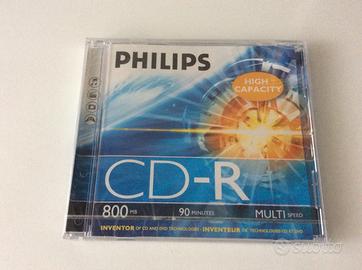 PHILIPS
HIGH
CAPACITY
CD-R
800 MB 90 MINUTES MULTI SPEED
INVENTOR OF CD AND DVD TECHNOLOGIES · INVENTEUR DE TECHNOLOGIES CD ET DVD
Subito